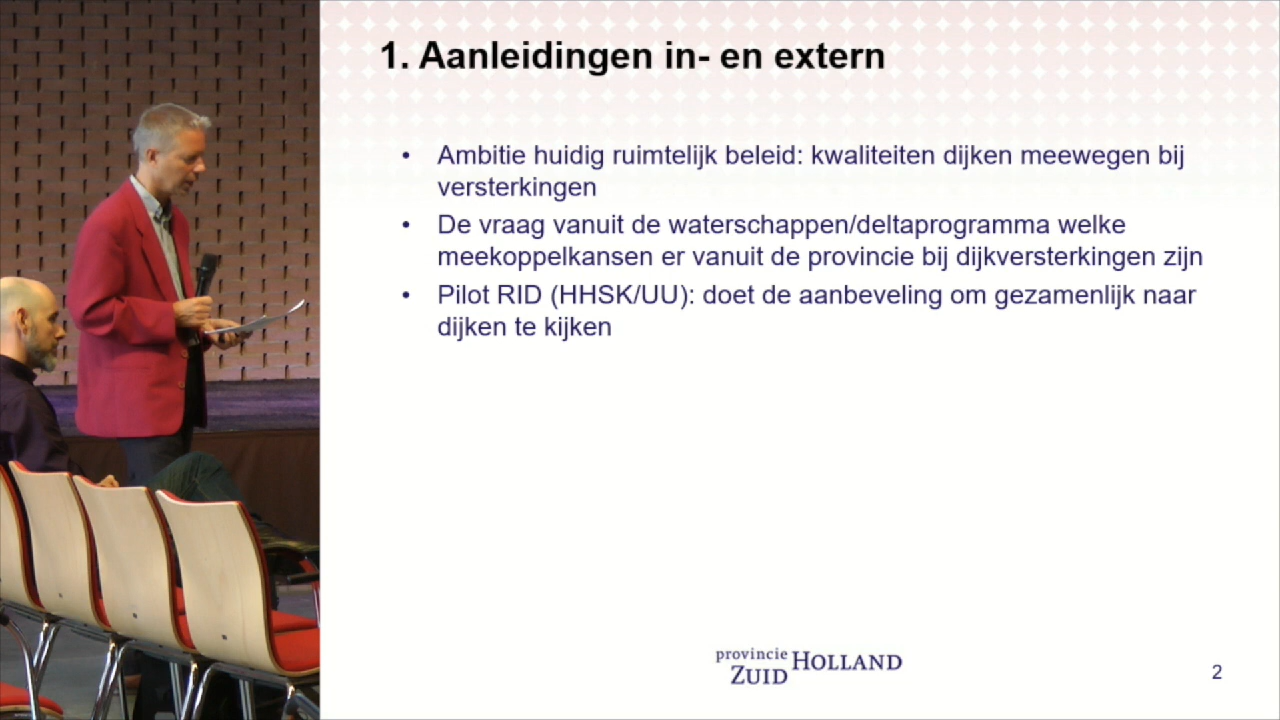 1. Aanleidingen in- en extern
• Ambitie huidig ruimtelijk beleid: kwaliteiten dijken meewegen bij
versterkingen
• De vraag vanuit de waterschappen/deltaprogramma welke
meekoppelkansen er vanuit de provincie bij dijkversterkingen zijn
• Pilot RID (HHSK/UU): doet de aanbeveling om gezamenlijk naar
dijken te kijken
provincie
ZUID HOLLAND
2